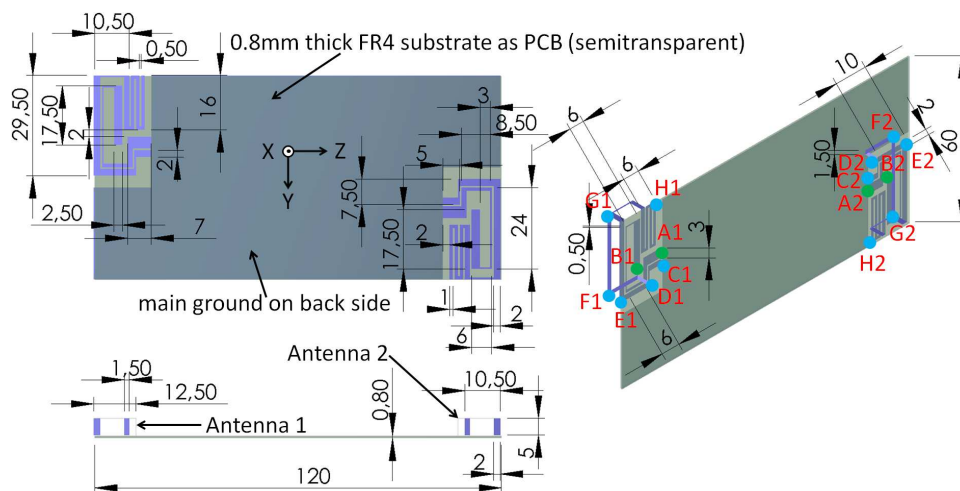 10,50
0,50
0.8mm thick FR4 substrate as PCB (semitransparent)
29,50
17,50
2
16
2
2,50
7
X
Z
Y
3
8,50
5
7,50
17,50
2
24
1
6
2
main ground on back side
Antenna 2
1,50
12,50
Antenna 1
0,80
10,50
5
2
120
10
2
60
1,50
6
6
3
0,50
6
F2
E2
D2
B2
C2
A2
G2
H2
G1
H1
A1
B1
C1
D1
F1
E1